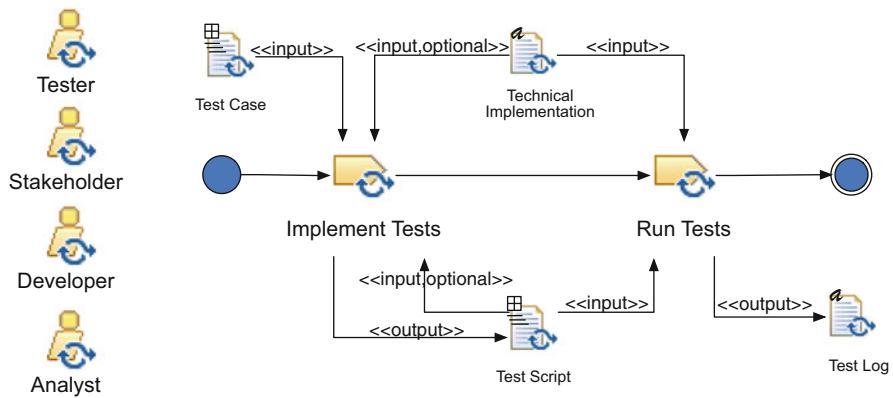 Tester
Stakeholder
Developer
Analyst
<<input>>
<<input,optional>>
a
<<input>>
Test Case
Technical
Implementation
Implement Tests
Run Tests
<<input,optional>>
<<input>>
<<output>>
<<output>>
a
Test Script
Test Log